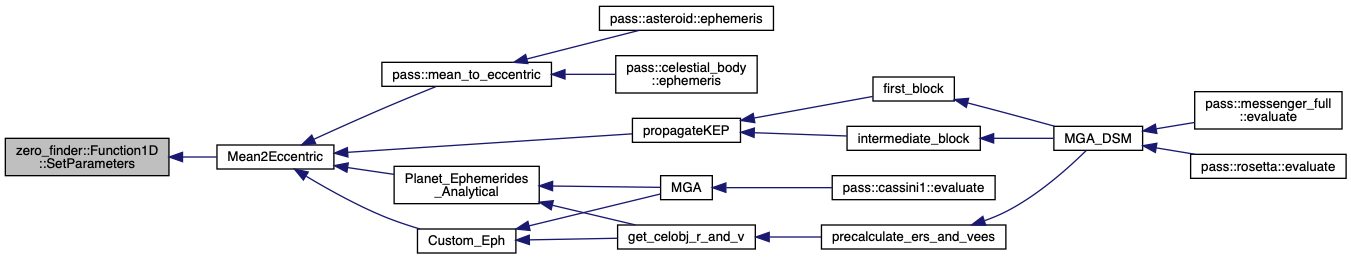 zero_finder::Function1D
::SetParameters
Mean2Eccentric
pass::mean_to_eccentric
pass::asteroid::ephemeris
pass::celestial_body
::ephemeris
propagateKEP
first_block
intermediate_block
MGA_DSM
pass::messenger_full
::evaluate
pass::rosetta::evaluate
Planet_Ephemerides
_Analytical
MGA
pass::cassini1::evaluate
Custom_Eph
get_celobj_r_and_v
precalculate_ers_and_vees